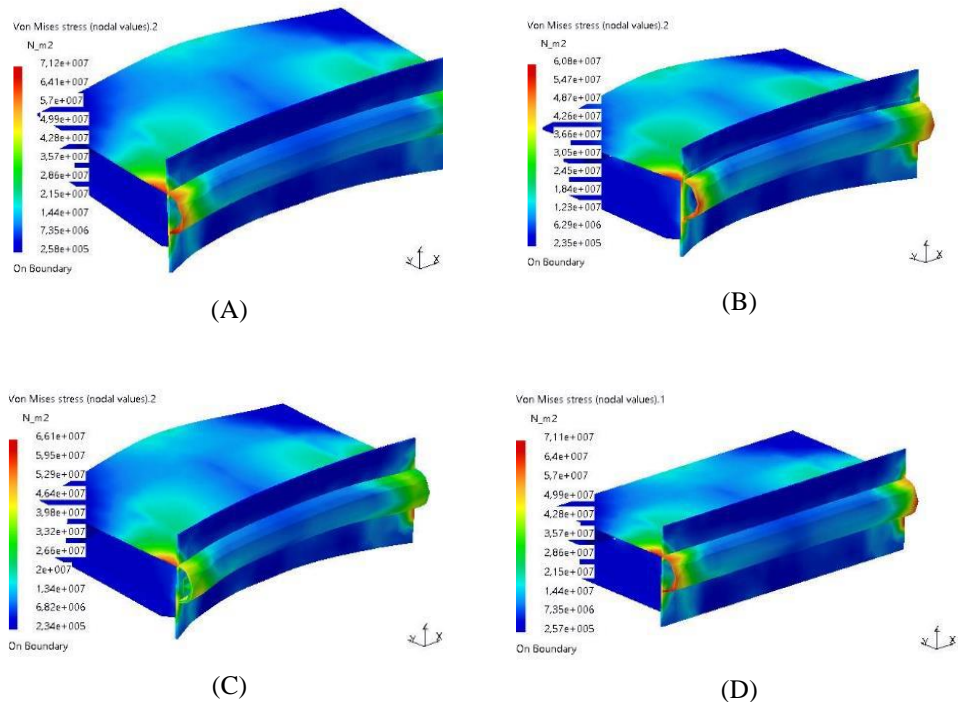 Von Mises stress (nodal values).2
N_m2
7,12e+007
6,41e+007
5,7e+007
4,99e+007
4,28e+007
3,57e+007
2,86e+007
2,15e+007
1,44e+007
7,35e+006
2,58e+005
On Boundary
z
y x
(A)
Von Mises stress (nodal values).2
N_m2
6,08e+007
5,47e+007
4,87e+007
4,26e+007
3,66e+007
3,05e+007
2,45e+007
1,84e+007
1,23e+007
6,29e+006
2,35e+005
On Boundary
z
y x
(B)
Von Mises stress (nodal values).2
N_m2
6,61e+007
5,95e+007
5,29e+007
4,64e+007
3,98e+007
3,32e+007
2,66e+007
2e+007
1,34e+007
6,82e+006
2,34e+005
On Boundary
z
y x
(C)
Von Mises stress (nodal values).1
N_m2
7,11e+007
6,4e+007
5,7e+007
4,99e+007
4,28e+007
3,57e+007
2,86e+007
2,15e+007
1,44e+007
7,35e+006
2,57e+005
On Boundary
z
y x
(D)